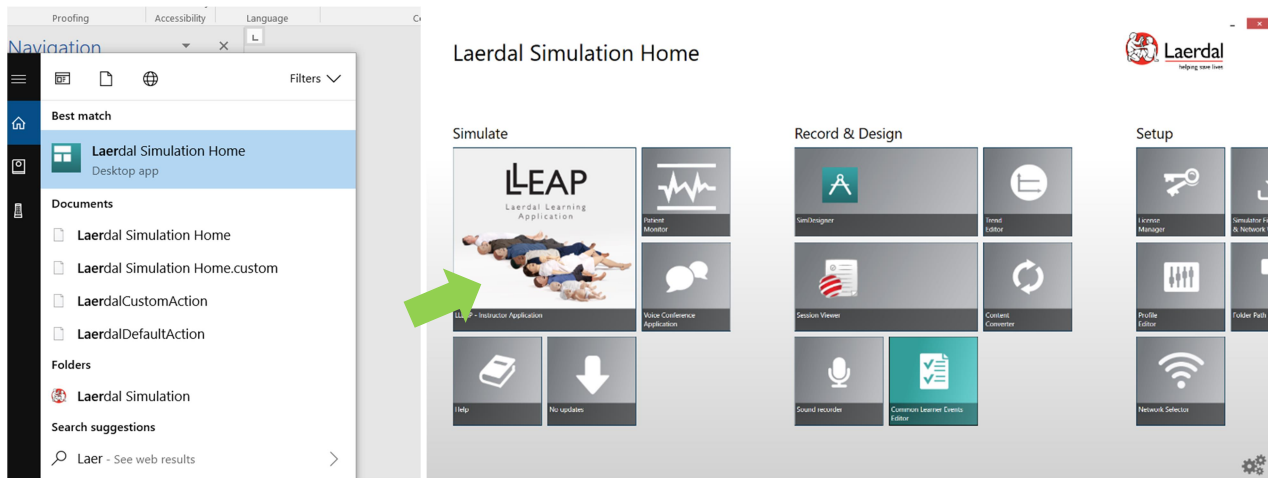 Proofing
Accessibility
Language
Navigation
Filters
Best match
Laerdal Simulation Home
Desktop app
Documents
Laerdal Simulation Home
Laerdal Simulation Home.custom
LaerdalCustomAction
LaerdalDefaultAction
Folders
Laerdal Simulation
Search suggestions
Laer - See web results
Laerdal Simulation Home
Laerdal
helping save lives
Simulate
LLEAP
Laerdal Learning
Application
- Instructor Application
Patient
Monitor
Voice Conference
Application
Help
No updates
Record & Design
SimDesigner
Trend
Editor
Session Viewer
Content
Converter
Sound recorder
Common Learner Events
Editor
Setup
License
Manager
Simulator
& Network
Profile
Editor
Folder Path
Network Selector